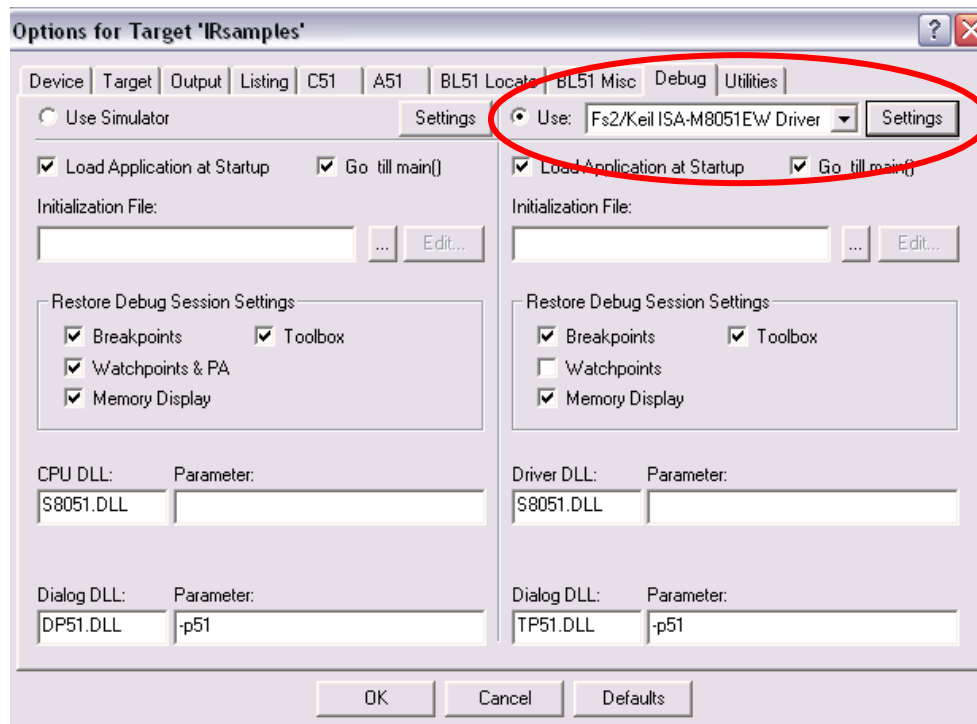 Options for Target 'IRsamples'
Device Target Output Listing C51 A51 BL51 Locate BL51 Misc Debug Utilities
Use Simulator Settings
Use: Fs2/Keil ISA-M8051EW Driver Settings
Load Application at Startup Go till main()
Load Application at Startup Go till main()
Initialization File:
Initialization File:
... Edit...
... Edit...
Restore Debug Session Settings
Breakpoints Toolbox
Watchpoints & PA
Memory Display
Restore Debug Session Settings
Breakpoints Toolbox
Watchpoints
Memory Display
CPU DLL: Parameter:
S8051.DLL
Driver DLL: Parameter:
S8051.DLL
Dialog DLL: Parameter:
DP51.DLL -p51
Dialog DLL: Parameter:
TP51.DLL -p51
OK Cancel Defaults